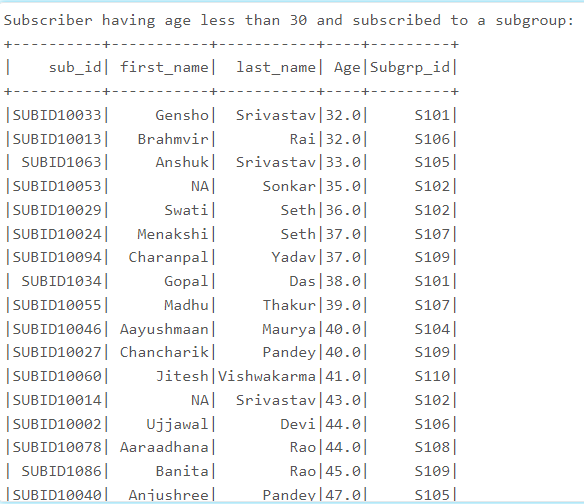 Subscriber having age less than 30 and subscribed to a subgroup:
+----------+-----------+-----------+----+---------+
|    sub_id| first_name|  last_name| Age|Subgrp_id|
+----------+-----------+-----------+----+---------+
|SUBID10033|     Gensho|  Srivastav|32.0|     S101|
|SUBID10013|   Brahmvir|        Rai|32.0|     S106|
| SUBID1063|     Anshuk|  Srivastav|33.0|     S105|
|SUBID10053|         NA|     Sonkar|35.0|     S102|
|SUBID10029|      Swati|       Seth|36.0|     S102|
|SUBID10024|   Menakshi|       Seth|37.0|     S107|
|SUBID10094|  Charanpal|      Yadav|37.0|     S109|
| SUBID1034|      Gopal|        Das|38.0|     S101|
|SUBID10055|      Madhu|     Thakur|39.0|     S107|
|SUBID10046| Aayushmaan|     Maurya|40.0|     S104|
|SUBID10027| Chancharik|     Pandey|40.0|     S109|
|SUBID10060|     Jitesh|Vishwakarma|41.0|     S110|
|SUBID10014|         NA|  Srivastav|43.0|     S102|
|SUBID10002|    Ujjawal|       Devi|44.0|     S106|
|SUBID10078| Aaraadhana|        Rao|44.0|     S108|
| SUBID1086|     Banita|        Rao|45.0|     S109|
|SUBID10040|  Anjushree|     Pandey|47.0|     S105|